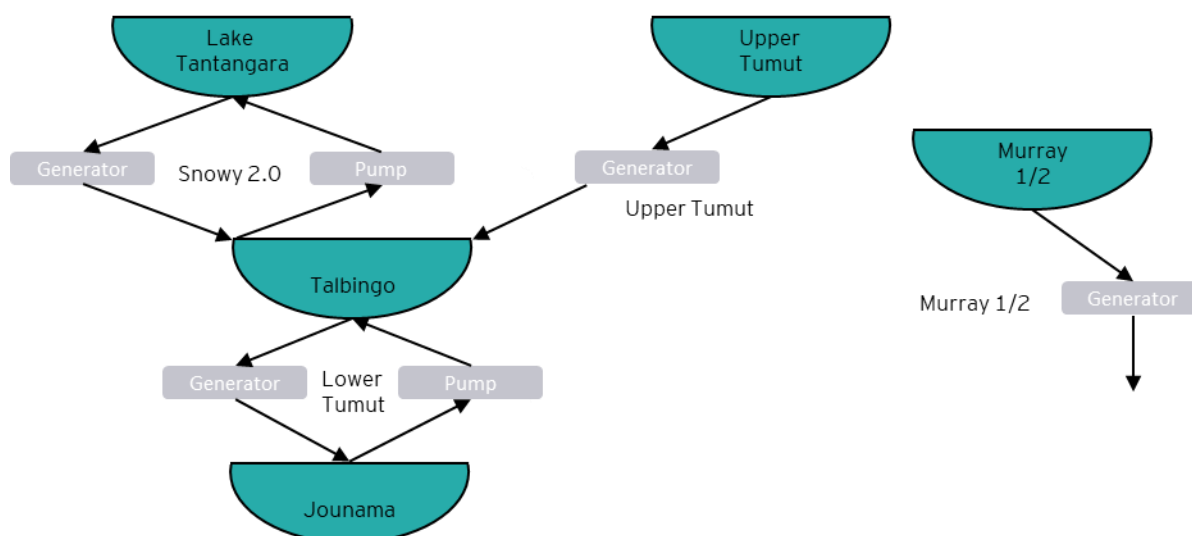 Lake
Tantangara
Upper
Tumut
Murray
1/2
Generator
Snowy 2.0
Pump
Generator
Upper Tumut
Talbingo
Murray 1/2
Generator
Generator
Lower
Tumut
Pump
Jounama